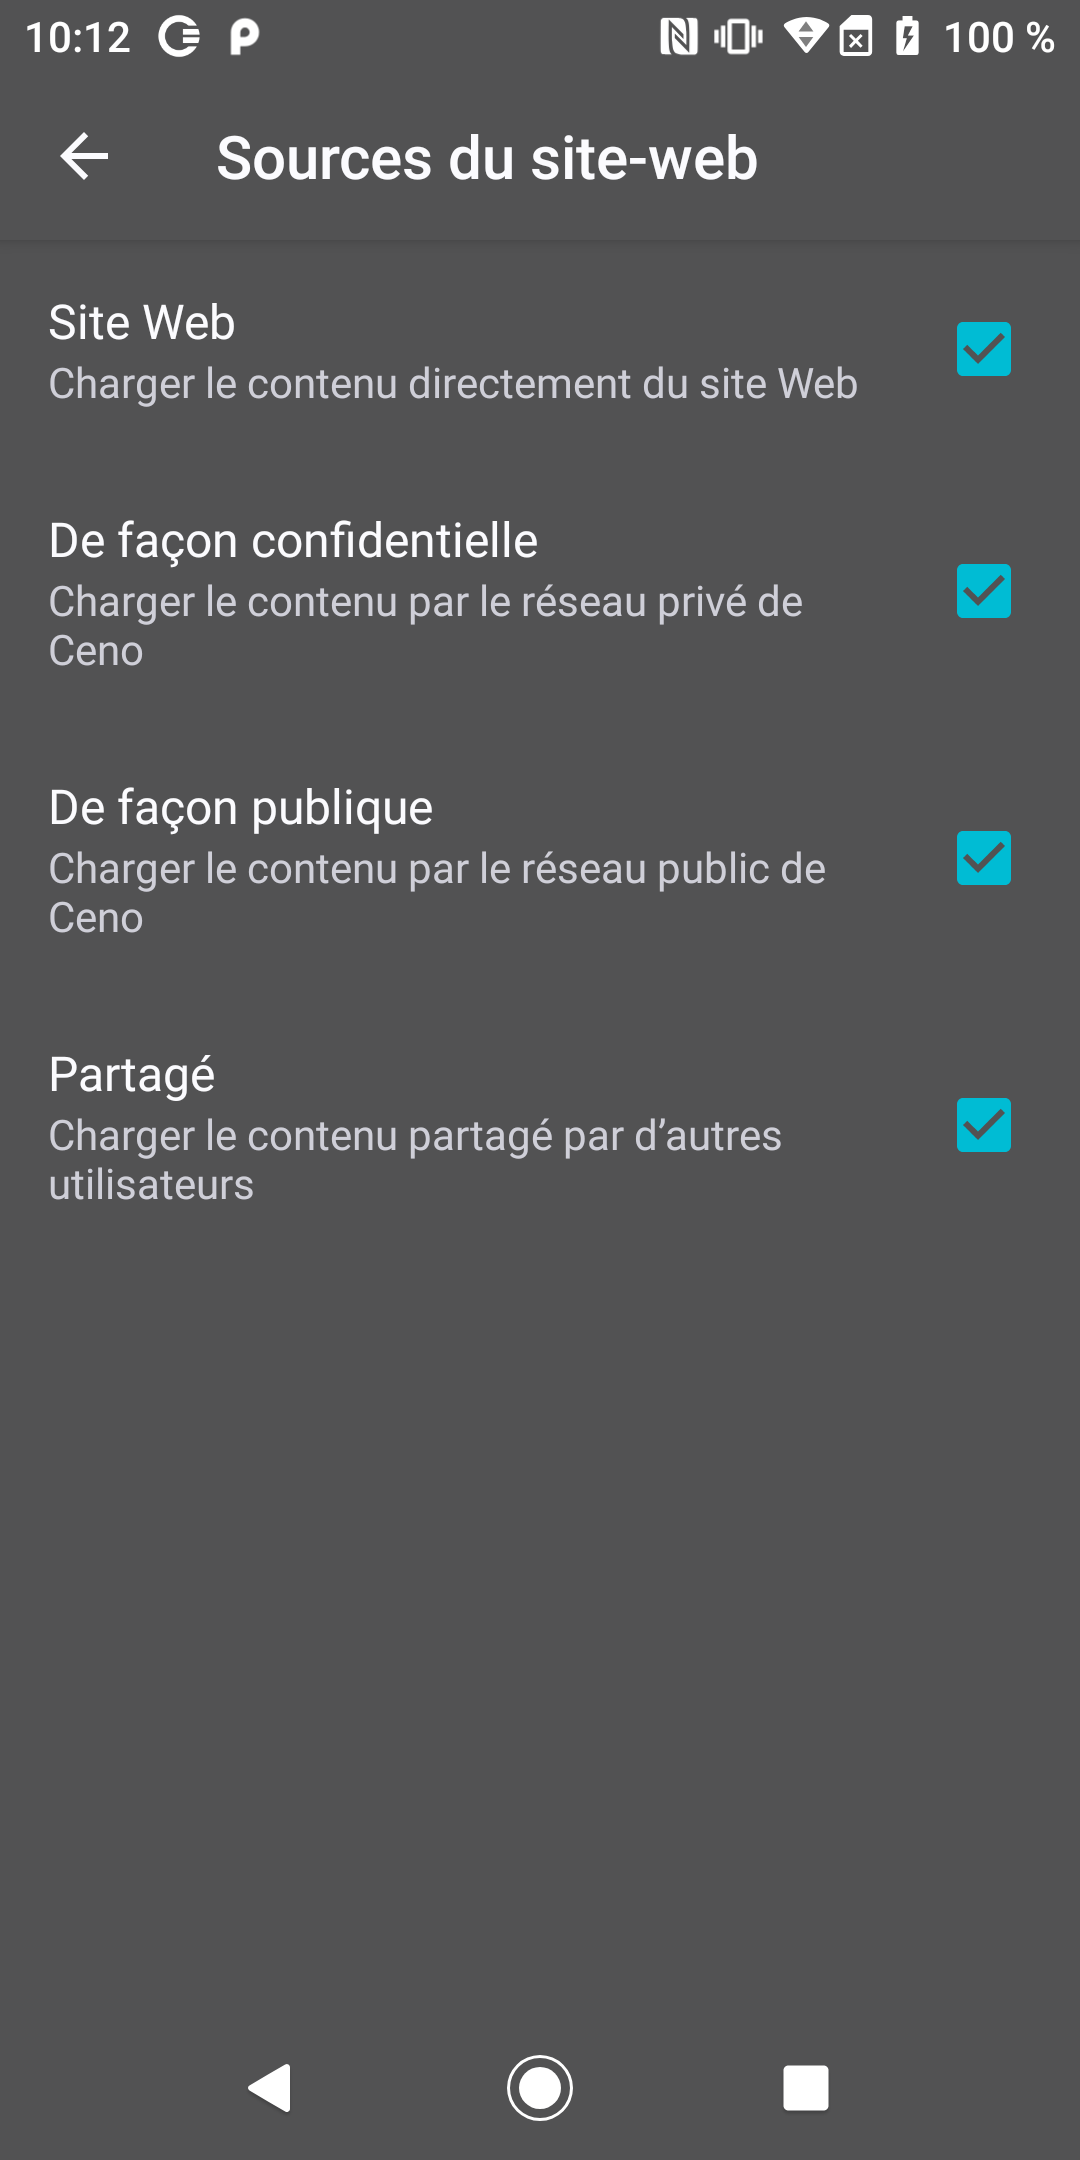 10:12
100 %
Sources du site-web
Site Web
Charger le contenu directement du site Web
De façon confidentielle
Charger le contenu par le réseau privé de
Ceno
De façon publique
Charger le contenu par le réseau public de
Ceno
Partagé
Charger le contenu partagé par d’autres
utilisateurs